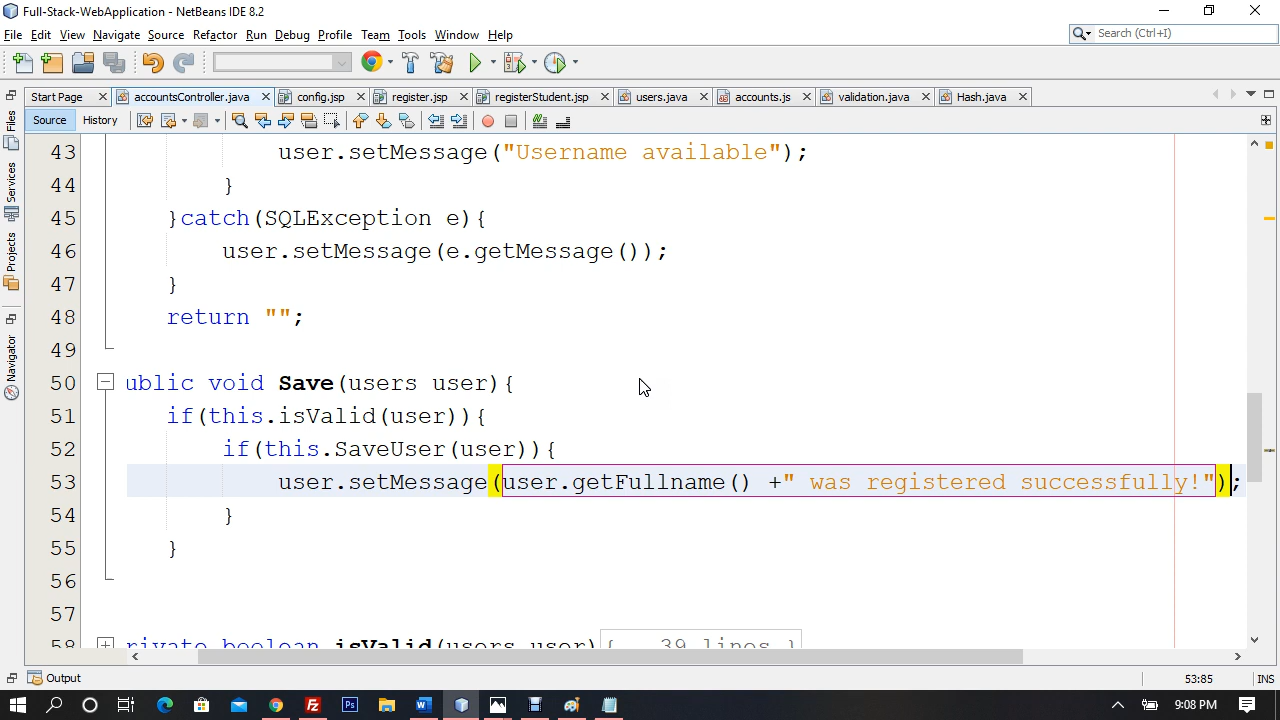 Full-Stack-WebApplication - NetBeans IDE 8.2
File Edit View Navigate Source Refactor Run Debug Profile Team Tools Window Help
Search (Ctrl+I)
Start Page accountsController.java config.jsp register.jsp registerStudent.jsp users.java accounts.js validation.java Hash.java
Source History
Files
Services
Projects
Navigator
43 user.setMessage("Username available");
44 }
45 }catch(SQLException e){
46 user.setMessage(e.getMessage());
47 }
48 return "";
49
50 ublic void Save(users user){
51 if(this.isValid(user)){
52 if(this.SaveUser(user)){
53 user.setMessage(user.getFullname() +" was registered successfully!");
54 }
55 }
56
57
58 rivate boolean isValid(users user){ 39 lines }
Output
53:85 INS
9:08 PM